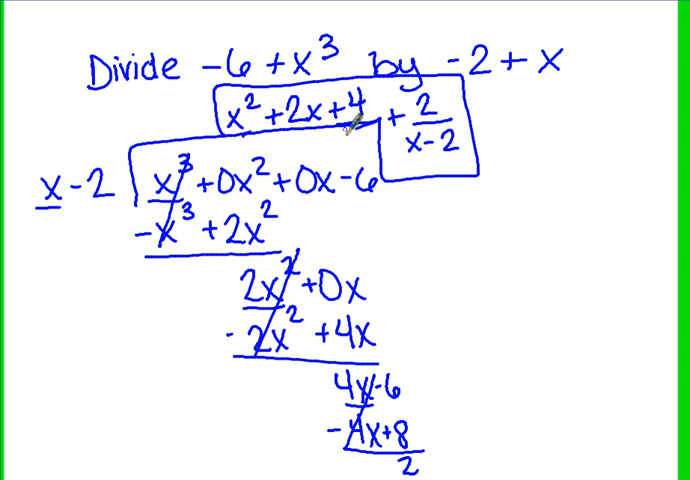 Divide -6 + x³ by -2 + x
x² + 2x + 4 + 2/(x - 2)
x - 2 x³ + 0x² + 0x - 6
-x³ + 2x²
2x² + 0x
-2x² + 4x
4x - 6
-4x + 8
2